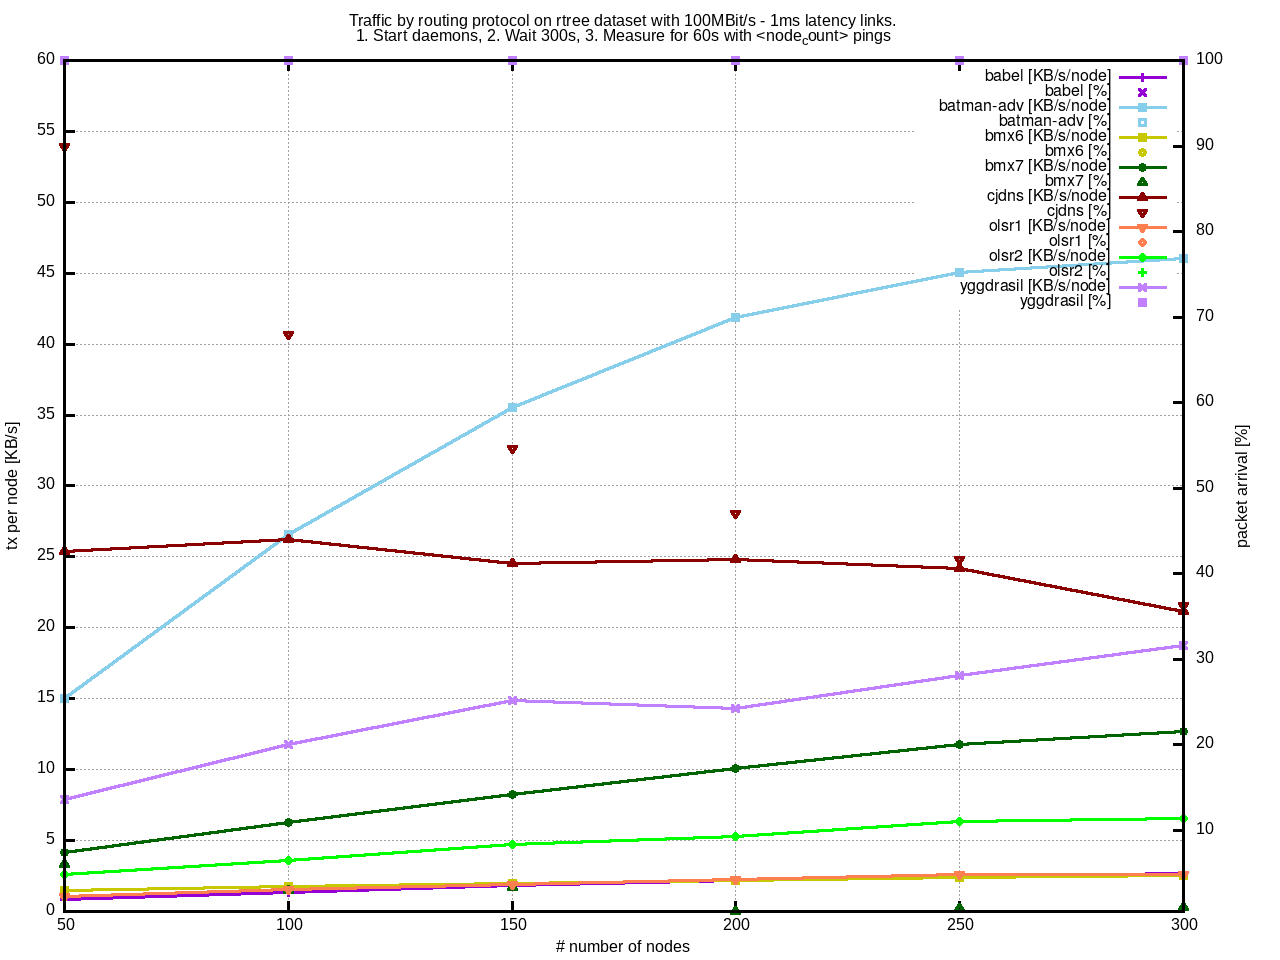 Traffic by routing protocol on rtree dataset with 100MBit/s - 1ms latency links.
1. Start daemons, 2. Wait 300s, 3. Measure for 60s with <node_count> pings
babel [KB/s/node]
babel [%]
batman-adv [KB/s/node]
batman-adv [%]
bmx6 [KB/s/node]
bmx6 [%]
bmx7 [KB/s/node]
bmx7 [%]
cjdns [KB/s/node]
cjdns [%]
olsr1 [KB/s/node]
olsr1 [%]
olsr2 [KB/s/node]
olsr2 [%]
yggdrasil [KB/s/node]
yggdrasil [%]
tx per node [KB/s]
60
55
50
45
40
35
30
25
20
15
10
5
0
packet arrival [%]
100
90
80
70
60
50
40
30
20
10
50
100
150
200
250
300
# number of nodes